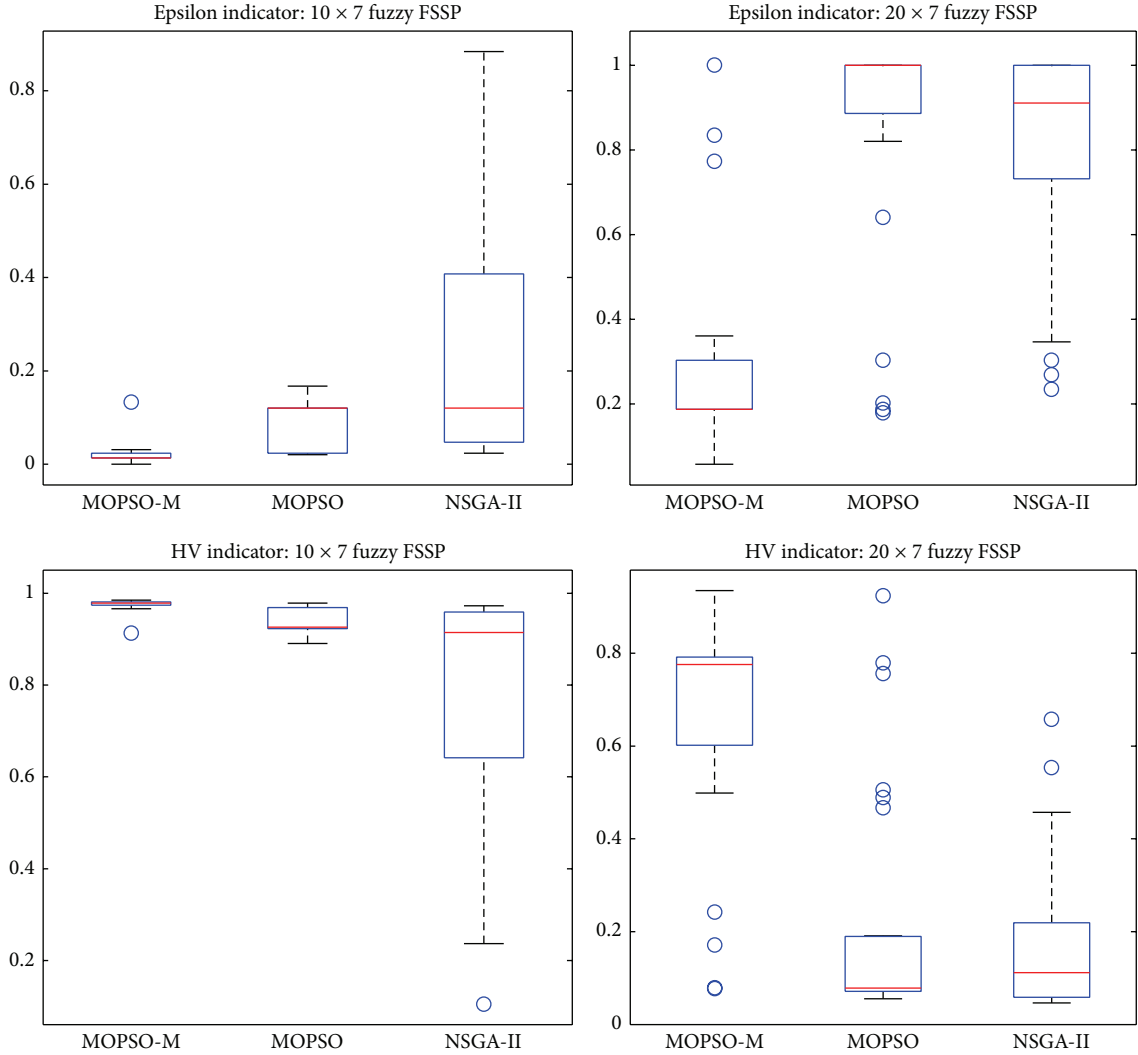 Epsilon indicator: 10 × 7 fuzzy FSSP
0.8
0.6
0.4
0.2
0
MOPSO-M MOPSO NSGA-II
Epsilon indicator: 20 × 7 fuzzy FSSP
1
0.8
0.6
0.4
0.2
MOPSO-M MOPSO NSGA-II
HV indicator: 10 × 7 fuzzy FSSP
1
0.8
0.6
0.4
0.2
MOPSO-M MOPSO NSGA-II
HV indicator: 20 × 7 fuzzy FSSP
0.8
0.6
0.4
0.2
0
MOPSO-M MOPSO NSGA-II